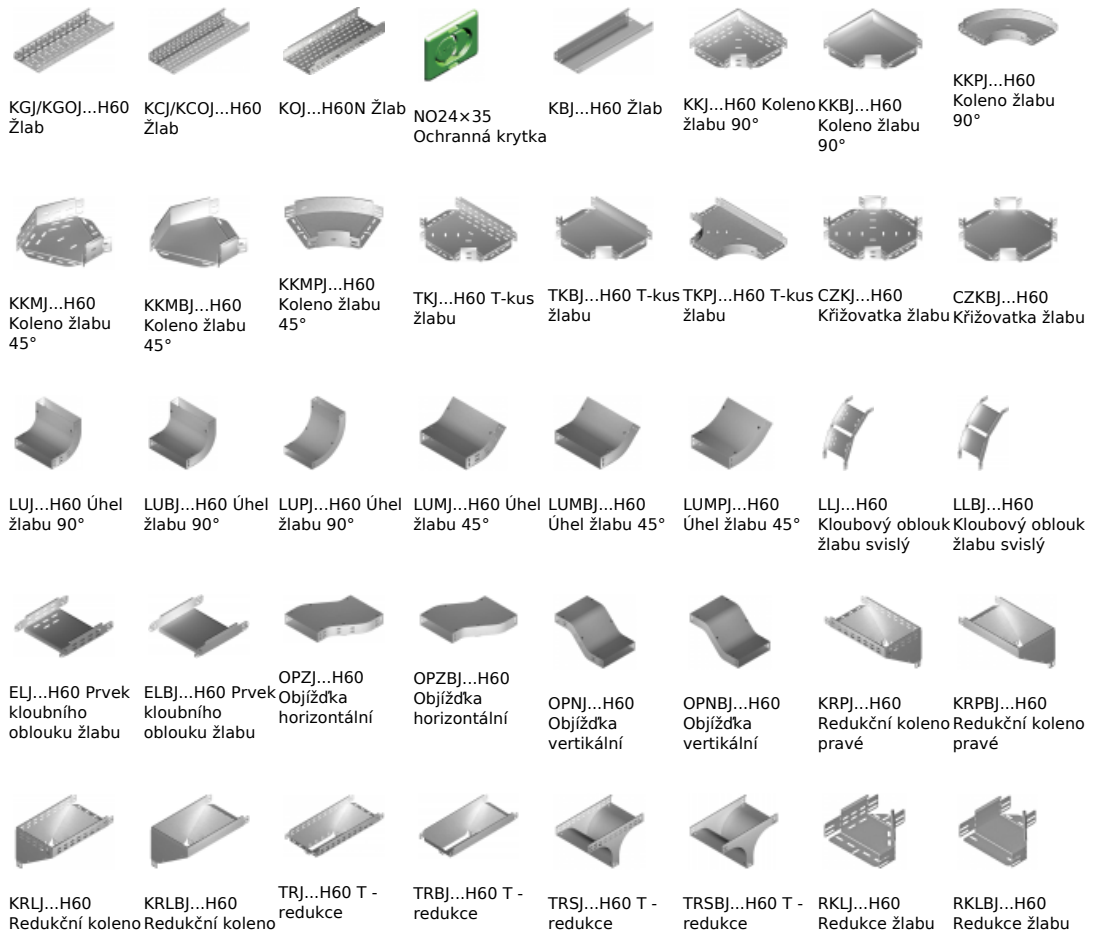 KGJ/KGOJ...H60
Žlab
KCJ/KCOJ...H60
Žlab
KOJ...H60N Žlab
NO24×35
Ochranná krytka
KBJ...H60 Žlab
KKJ...H60 Koleno
žlabu 90°
KKBJ...H60
Koleno žlabu
90°
KKPJ...H60
Koleno žlabu
90°
KKMJ...H60
Koleno žlabu
45°
KKMBJ...H60
Koleno žlabu
45°
KKMPJ...H60
Koleno žlabu
45°
TKJ...H60 T-kus
žlabu
TKBJ...H60 T-kus
žlabu
TKPJ...H60 T-kus
žlabu
CZKJ...H60
Křižovatka žlabu
CZKBJ...H60
Křižovatka žlabu
LUJ...H60 Úhel
žlabu 90°
LUBJ...H60 Úhel
žlabu 90°
LUPJ...H60 Úhel
žlabu 90°
LUMJ...H60 Úhel
žlabu 45°
LUMBJ...H60
Úhel žlabu 45°
LUMPJ...H60
Úhel žlabu 45°
LLJ...H60
Kloubový oblouk
žlabu svislý
LLBJ...H60
Kloubový oblouk
žlabu svislý
ELJ...H60 Prvek
kloubního
oblouku žlabu
ELBJ...H60 Prvek
kloubního
oblouku žlabu
OPZJ...H60
Objížďka
horizontální
OPZBJ...H60
Objížďka
horizontální
OPNJ...H60
Objížďka
vertikální
OPNBJ...H60
Objížďka
vertikální
KRPJ...H60
Redukční koleno
pravé
KRPBJ...H60
Redukční koleno
pravé
KRLJ...H60
Redukční koleno
KRLBJ...H60
Redukční koleno
TRJ...H60 T -
redukce
TRBJ...H60 T -
redukce
TRSJ...H60 T -
redukce
TRSBJ...H60 T -
redukce
RKLJ...H60
Redukce žlabu
RKLBJ...H60
Redukce žlabu